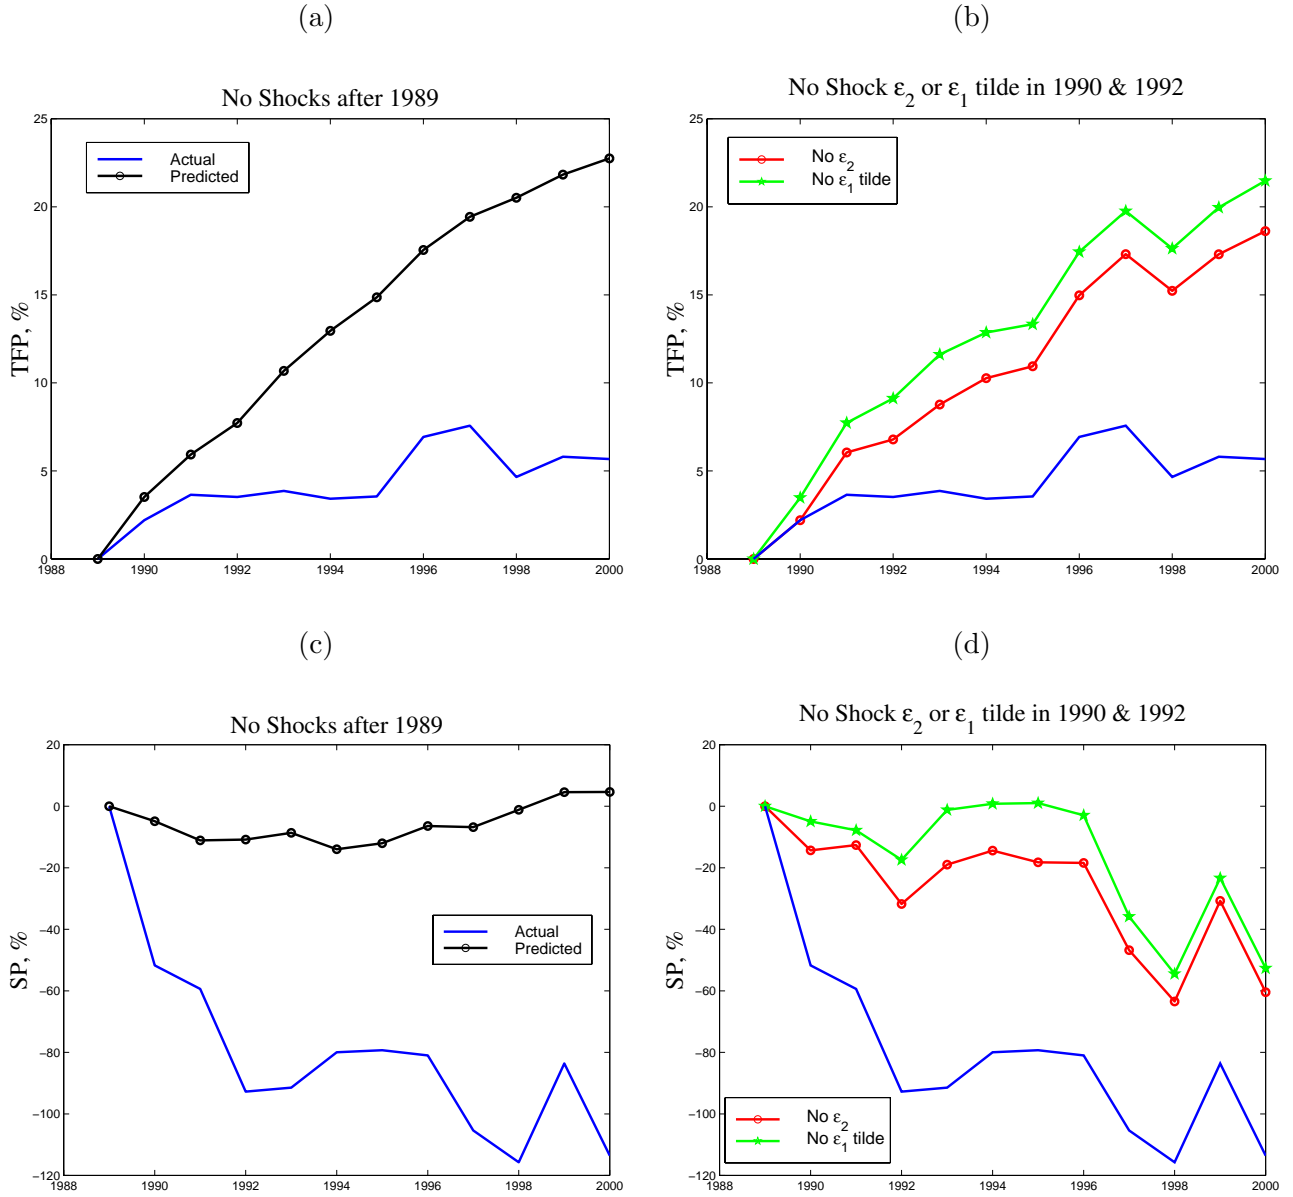 (a)
No Shocks after 1989
TFP, %
25
20
15
10
5
0
1988 1990 1992 1994 1996 1998 2000
Actual
Predicted
(b)
No Shock ε2 or ε1 tilde in 1990 & 1992
TFP, %
25
20
15
10
5
0
1988 1990 1992 1994 1996 1998 2000
No ε2
No ε1 tilde
(c)
No Shocks after 1989
SP, %
20
0
−20
−40
−60
−80
−100
−120
1988 1990 1992 1994 1996 1998 2000
Actual
Predicted
(d)
No Shock ε2 or ε1 tilde in 1990 & 1992
SP, %
20
0
−20
−40
−60
−80
−100
−120
1988 1990 1992 1994 1996 1998 2000
No ε2
No ε1 tilde